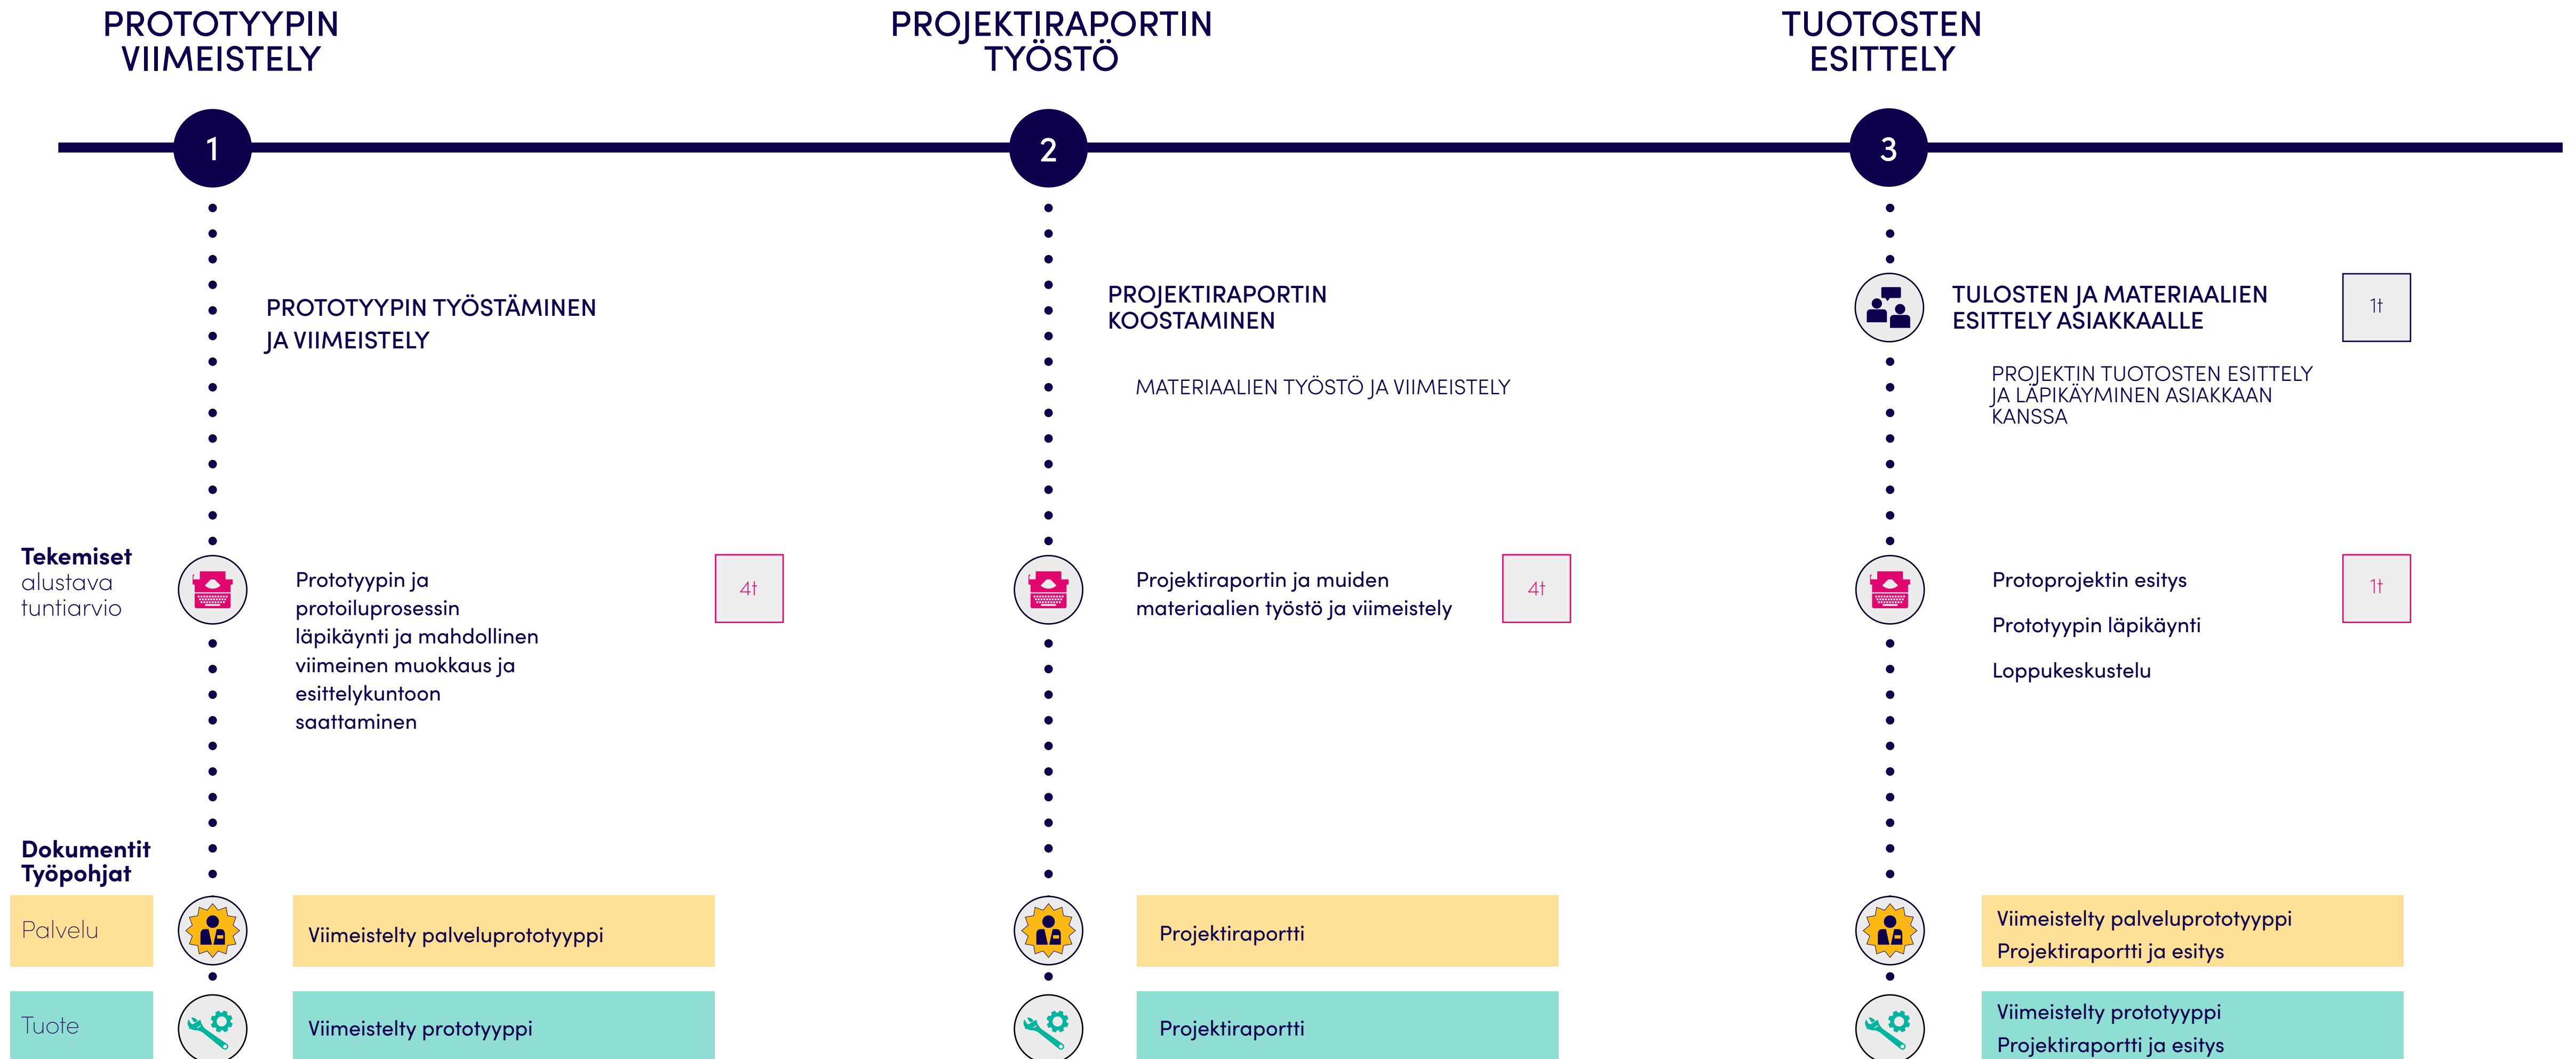 PROTOTYYPIN
VIIMEISTELY
PROJEKTIRAPORTIN
TYÖSTÖ
TUOTOSTEN
ESITTELY
1
2
3
PROTOTYYPIN TYÖSTÄMINEN
JA VIIMEISTELY
PROJEKTIRAPORTIN
KOOSTAMINEN
MATERIAALIEN TYÖSTÖ JA VIIMEISTELY
TULOSTEN JA MATERIAALIEN
ESITTELY ASIAKKAALLE
1t
PROJEKTIN TUOTOSTEN ESITTELY
JA LÄPIKÄYMINEN ASIAKKAAN
KANSSA
Tekemiset
alustava
tuntiarvio
Prototyypin ja
protoiluprosessin
läpikäynti ja mahdollinen
viimeinen muokkaus ja
esittelykuntoon
saattaminen
4t
Projektiraportin ja muiden
materiaalien työstö ja viimeistely
4t
Protoprojektin esitys
Prototyypin läpikäynti
Loppukeskustelu
1t
Dokumentit
Työpohjat
Palvelu
Viimeistelty palveluprototyyppi
Projektiraportti
Viimeistelty palveluprototyyppi
Projektiraportti ja esitys
Tuote
Viimeistelty prototyyppi
Projektiraportti
Viimeistelty prototyyppi
Projektiraportti ja esitys